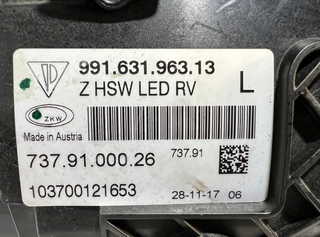 991.631.963.13
Z HSW LED RV L
ZKW
Made in Austria
737.91.000.26 737.91
103700121653 28-11-17 06